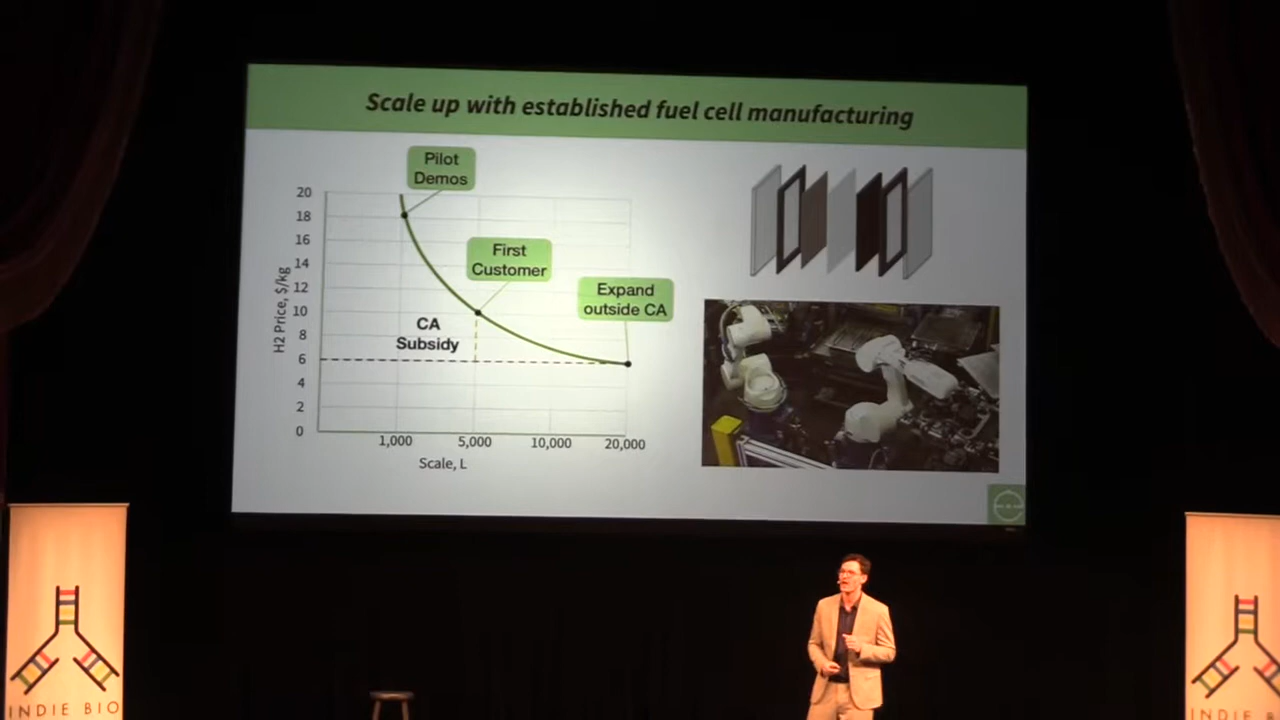 Scale up with established fuel cell manufacturing
Pilot
Demos
First
Customer
Expand
outside CA
CA
Subsidy
H2 Price, $/kg
20
18
16
14
12
10
8
6
4
2
0
1,000
5,000
10,000
20,000
Scale, L
INDIE BIO
INDIE B